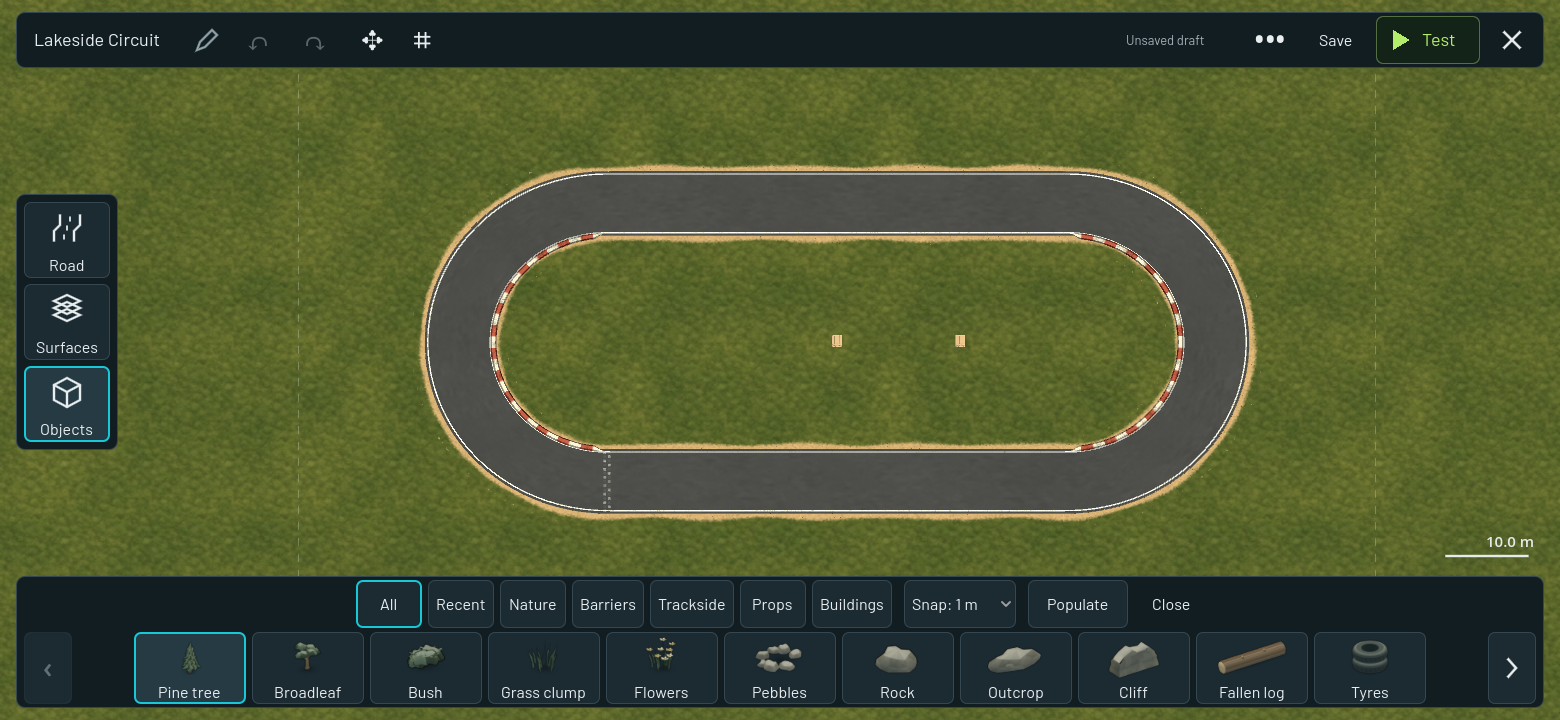 Lakeside Circuit
Unsaved draft
Save
Test
Road
Surfaces
Objects
10.0 m
All
Recent
Nature
Barriers
Trackside
Props
Buildings
Snap: 1 m
Populate
Close
Pine tree
Broadleaf
Bush
Grass clump
Flowers
Pebbles
Rock
Outcrop
Cliff
Fallen log
Tyres